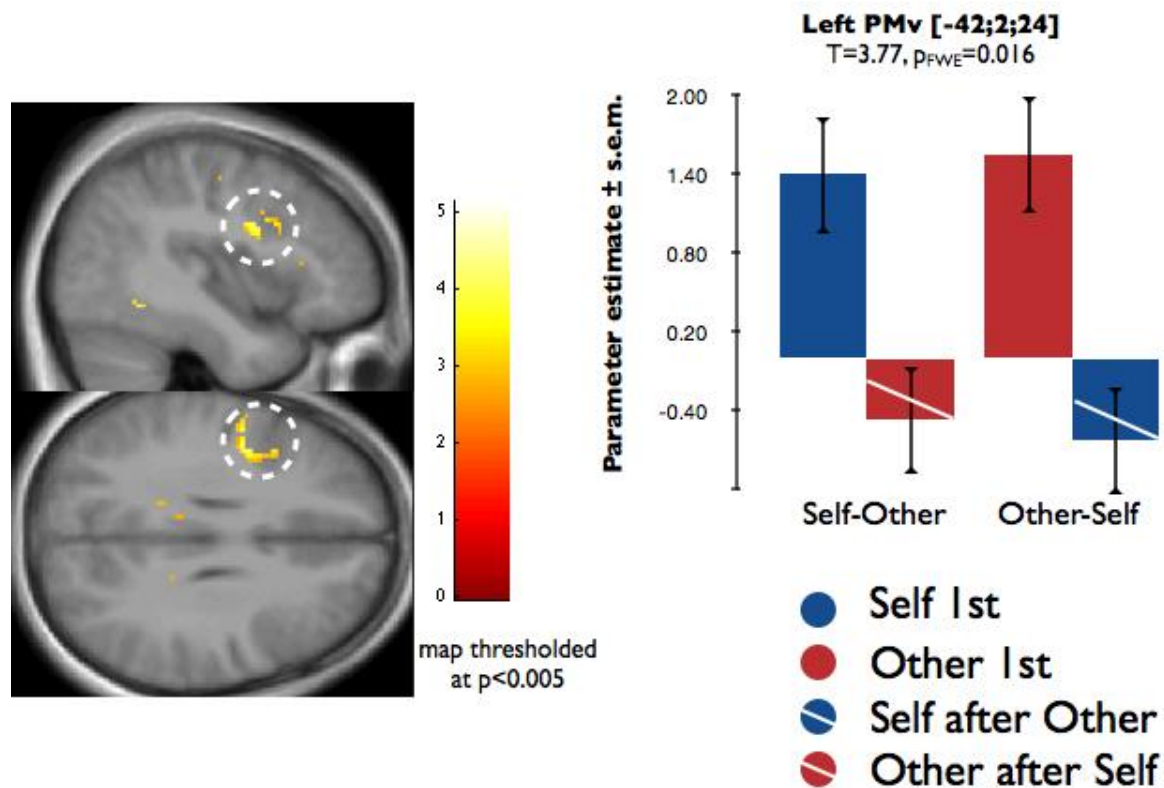 Left PMv [-42;2;24]
T=3.77, pFWE=0.016
5
4
3
2
1
0
map thresholded
at p<0.005
Parameter estimate ± s.e.m.
2.00
1.40
0.80
0.20
-0.40
Self-Other
Other-Self
Self 1st
Other 1st
Self after Other
Other after Self